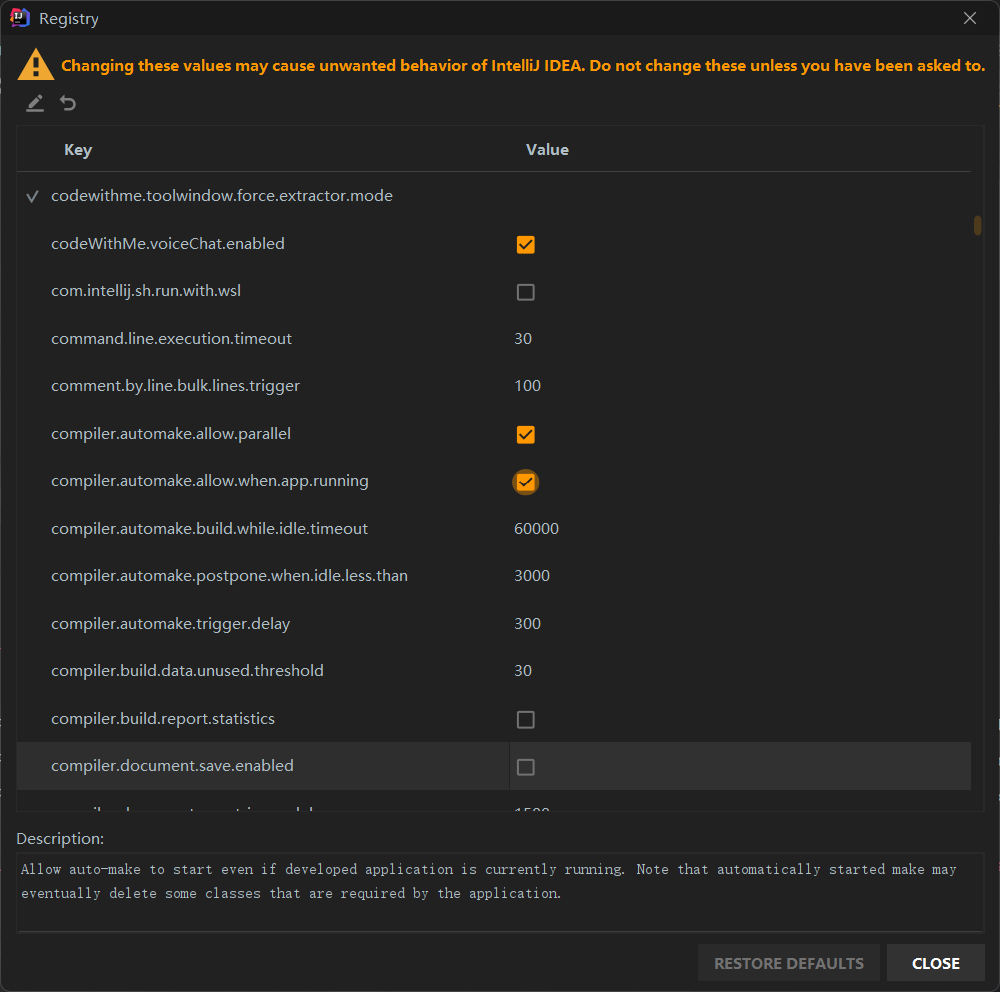 Registry
Changing these values may cause unwanted behavior of IntelliJ IDEA. Do not change these unless you have been asked to.
Key Value
codewithme.toolwindow.force.extractor.mode
codeWithMe.voiceChat.enabled
com.intellij.sh.run.with.wsl
command.line.execution.timeout 30
comment.by.line.bulk.lines.trigger 100
compiler.automake.allow.parallel
compiler.automake.allow.when.app.running
compiler.automake.build.while.idle.timeout 60000
compiler.automake.postpone.when.idle.less.than 3000
compiler.automake.trigger.delay 300
compiler.build.data.unused.threshold 30
compiler.build.report.statistics
compiler.document.save.enabled
Description:
Allow auto-make to start even if developed application is currently running. Note that automatically started make may
eventually delete some classes that are required by the application.
RESTORE DEFAULTS CLOSE